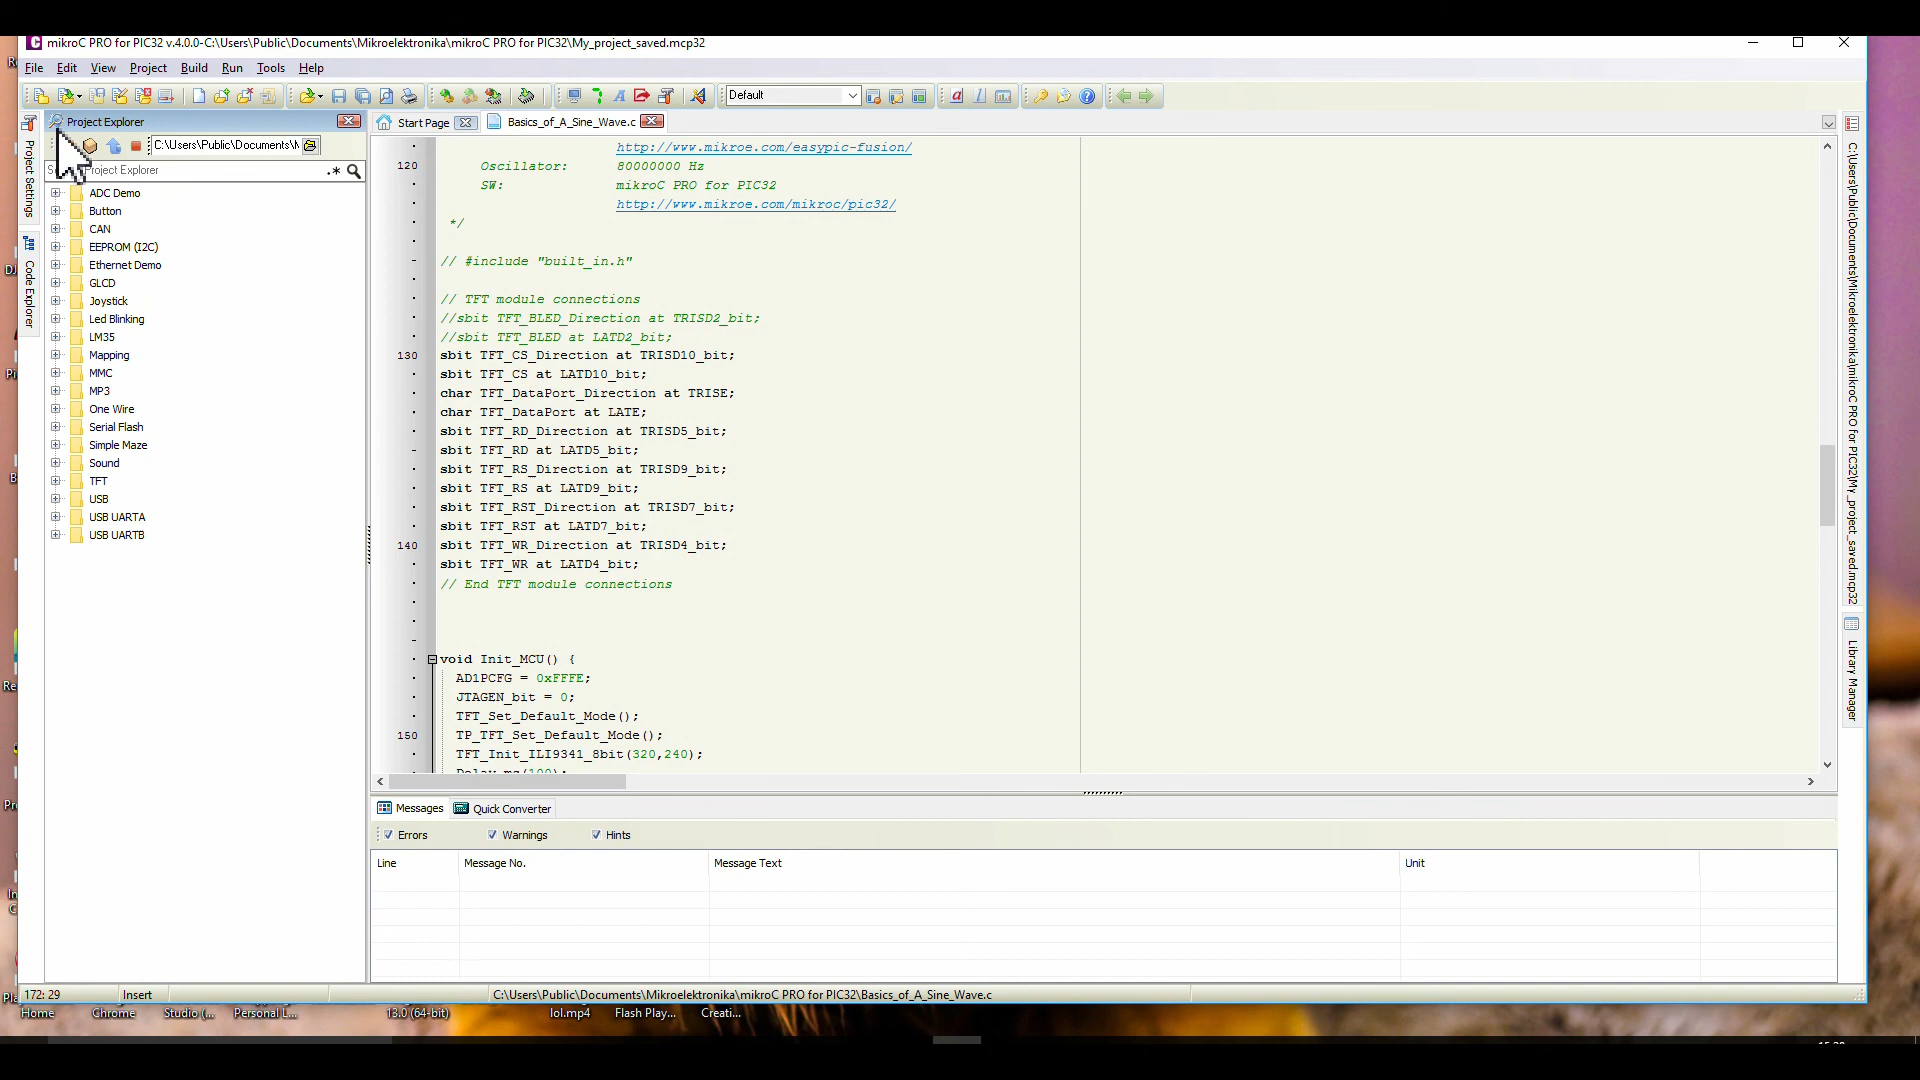 mikroC PRO for PIC32 v.4.0.0-C:\Users\Public\Documents\Mikroelektronika\mikroC PRO for PIC32\My_project_saved.mcp32
File Edit View Project Build Run Tools Help
Default
Project Explorer
Start Page
Basics_of_A_Sine_Wave.c
C:\Users\Public\Documents\M
Project Explorer
.*
Project Settings
Code Explorer
ADC Demo
Button
CAN
EEPROM (I2C)
Ethernet Demo
GLCD
Joystick
Led Blinking
LM35
Mapping
MMC
MP3
One Wire
Serial Flash
Simple Maze
Sound
TFT
USB
USB UARTA
USB UARTB
http://www.mikroe.com/easypic-fusion/
120 Oscillator: 80000000 Hz
SW: mikroC PRO for PIC32
http://www.mikroe.com/mikroc/pic32/
*/
// #include "built_in.h"
// TFT module connections
//sbit TFT_BLED_Direction at TRISD2_bit;
//sbit TFT_BLED at LATD2_bit;
130 sbit TFT_CS_Direction at TRISD10_bit;
sbit TFT_CS at LATD10_bit;
char TFT_DataPort_Direction at TRISE;
char TFT_DataPort at LATE;
sbit TFT_RD_Direction at TRISD5_bit;
sbit TFT_RD at LATD5_bit;
sbit TFT_RS_Direction at TRISD9_bit;
sbit TFT_RS at LATD9_bit;
sbit TFT_RST_Direction at TRISD7_bit;
sbit TFT_RST at LATD7_bit;
140 sbit TFT_WR_Direction at TRISD4_bit;
sbit TFT_WR at LATD4_bit;
// End TFT module connections
void Init_MCU() {
AD1PCFG = 0xFFFE;
JTAGEN_bit = 0;
TFT_Set_Default_Mode();
150 TP_TFT_Set_Default_Mode();
TFT_Init_ILI9341_8bit(320,240);
Delay_ms(100);
C:\Users\Public\Documents\Mikroelektronika\mikroC PRO for PIC32\My_project_saved.mcp32
Library Manager
Messages Quick Converter
Errors Warnings Hints
Line Message No. Message Text Unit
172: 29 Insert C:\Users\Public\Documents\Mikroelektronika\mikroC PRO for PIC32\Basics_of_A_Sine_Wave.c
Home Chrome Studio (... Personal L... 13.0 (64-bit) lol.mp4 Flash Play... Creati...